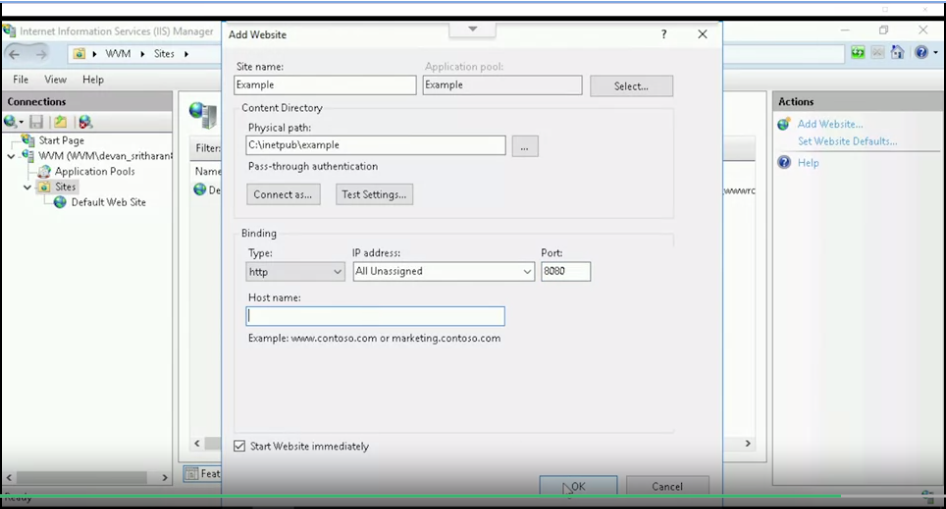 Internet Information Services (IIS) Manager
Add Website
?
WVM
Sites
File View Help
Site name:
Application pool:
Example
Example
Select...
Connections
Content Directory
Actions
Physical path:
C:\inetpub\example
...
Add Website...
Start Page
Filter:
Set Website Defaults...
WVM (WVM\devan_sritharan
Pass-through authentication
Help
Application Pools
Name
Sites
De
Connect as...
Test Settings...
Default Web Site
Binding
Type:
IP address:
Port:
http
All Unassigned
8080
Host name:
Example: www.contoso.com or marketing.contoso.com
Start Website immediately
Feat
OK
Cancel
Ready